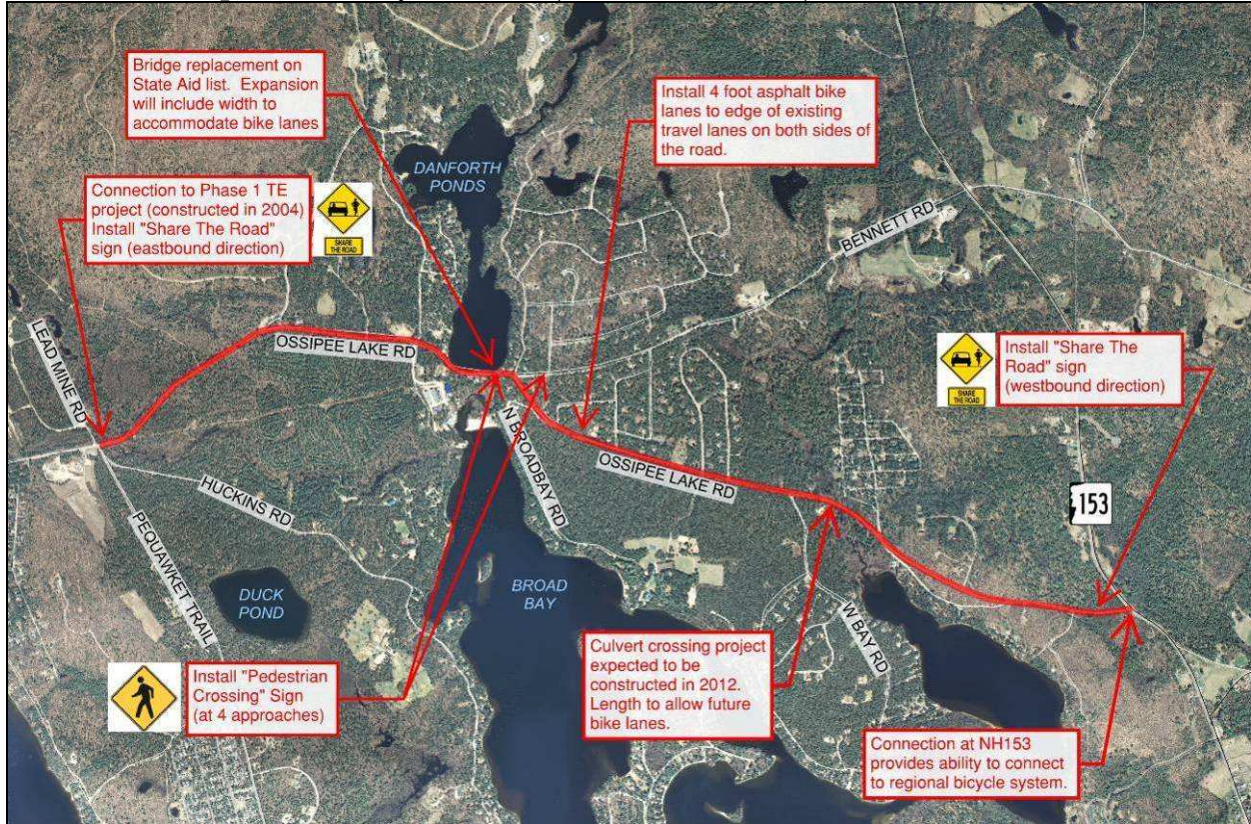 Bridge replacement on
State Aid list. Expansion
will include width to
accommodate bike lanes
Install 4 foot asphalt bike
lanes to edge of existing
travel lanes on both sides of
the road.
DANFORTH
PONDS
Connection to Phase 1 TE
project (constructed in 2004)
Install "Share The Road"
sign (eastbound direction)
SHARE
THE ROAD
BENNETT RD
LEAD MINE RD
OSSIPEE LAKE RD
Install "Share The
Road" sign
(westbound direction)
SHARE
THE ROAD
N BROADBAY RD
OSSIPEE LAKE RD
HUCKINS RD
153
PEQUAWKET TRAIL
DUCK
POND
BROAD
BAY
W BAY RD
Install "Pedestrian
Crossing" Sign
(at 4 approaches)
Culvert crossing project
expected to be
constructed in 2012.
Length to allow future
bike lanes.
Connection at NH153
provides ability to connect
to regional bicycle system.